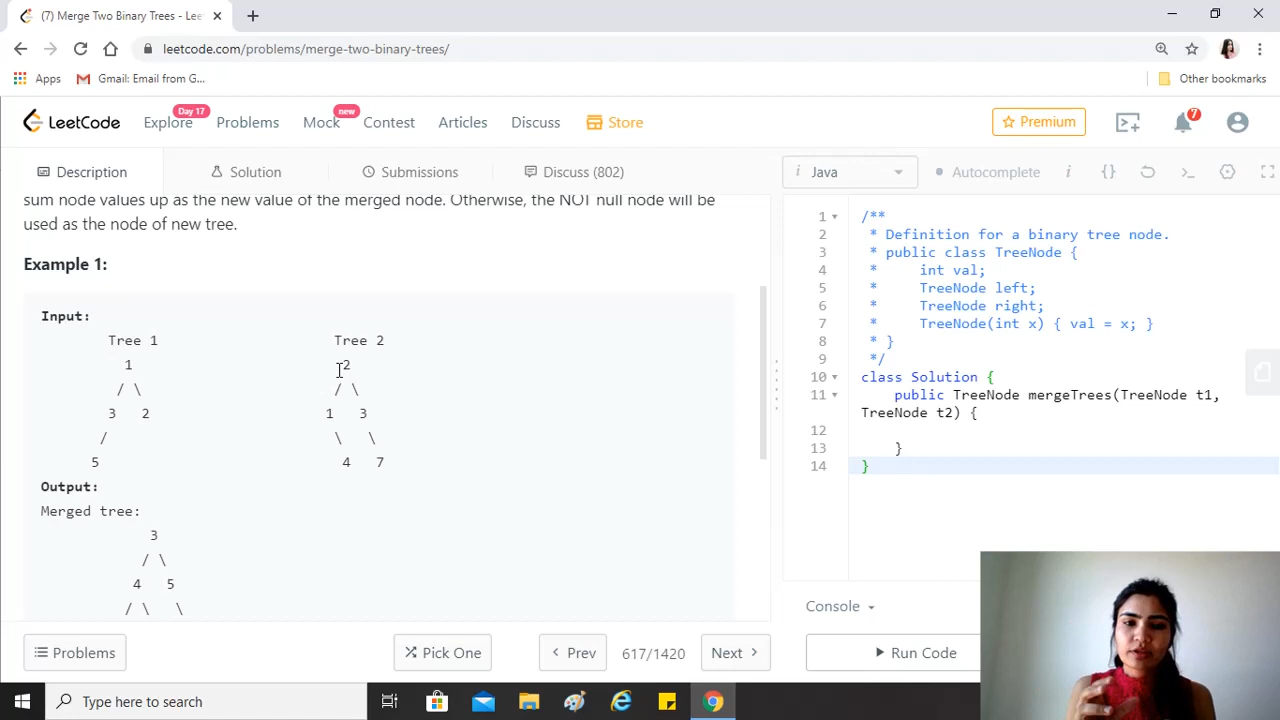 (7) Merge Two Binary Trees - Lee
leetcode.com/problems/merge-two-binary-trees/
Apps Gmail: Email from G... Other bookmarks
LeetCode Explore Day 17 Problems Mock new Contest Articles Discuss Store Premium 7
Description Solution Submissions Discuss (802)
sum node values up as the new value of the merged node. Otherwise, the NOT null node will be
used as the node of new tree.
Example 1:
Input:
Tree 1 Tree 2
1 2
/ \ / \
3 2 1 3
/ \ \
5 4 7
Output:
Merged tree:
3
/ \
4 5
/ \ \
Problems Pick One Prev 617/1420 Next
i Java Autocomplete i {}
1 /**
2 * Definition for a binary tree node.
3 * public class TreeNode {
4 * int val;
5 * TreeNode left;
6 * TreeNode right;
7 * TreeNode(int x) { val = x; }
8 * }
9 */
10 class Solution {
11 public TreeNode mergeTrees(TreeNode t1,
TreeNode t2) {
12
13 }
14 }
Console
Run Code
Type here to search